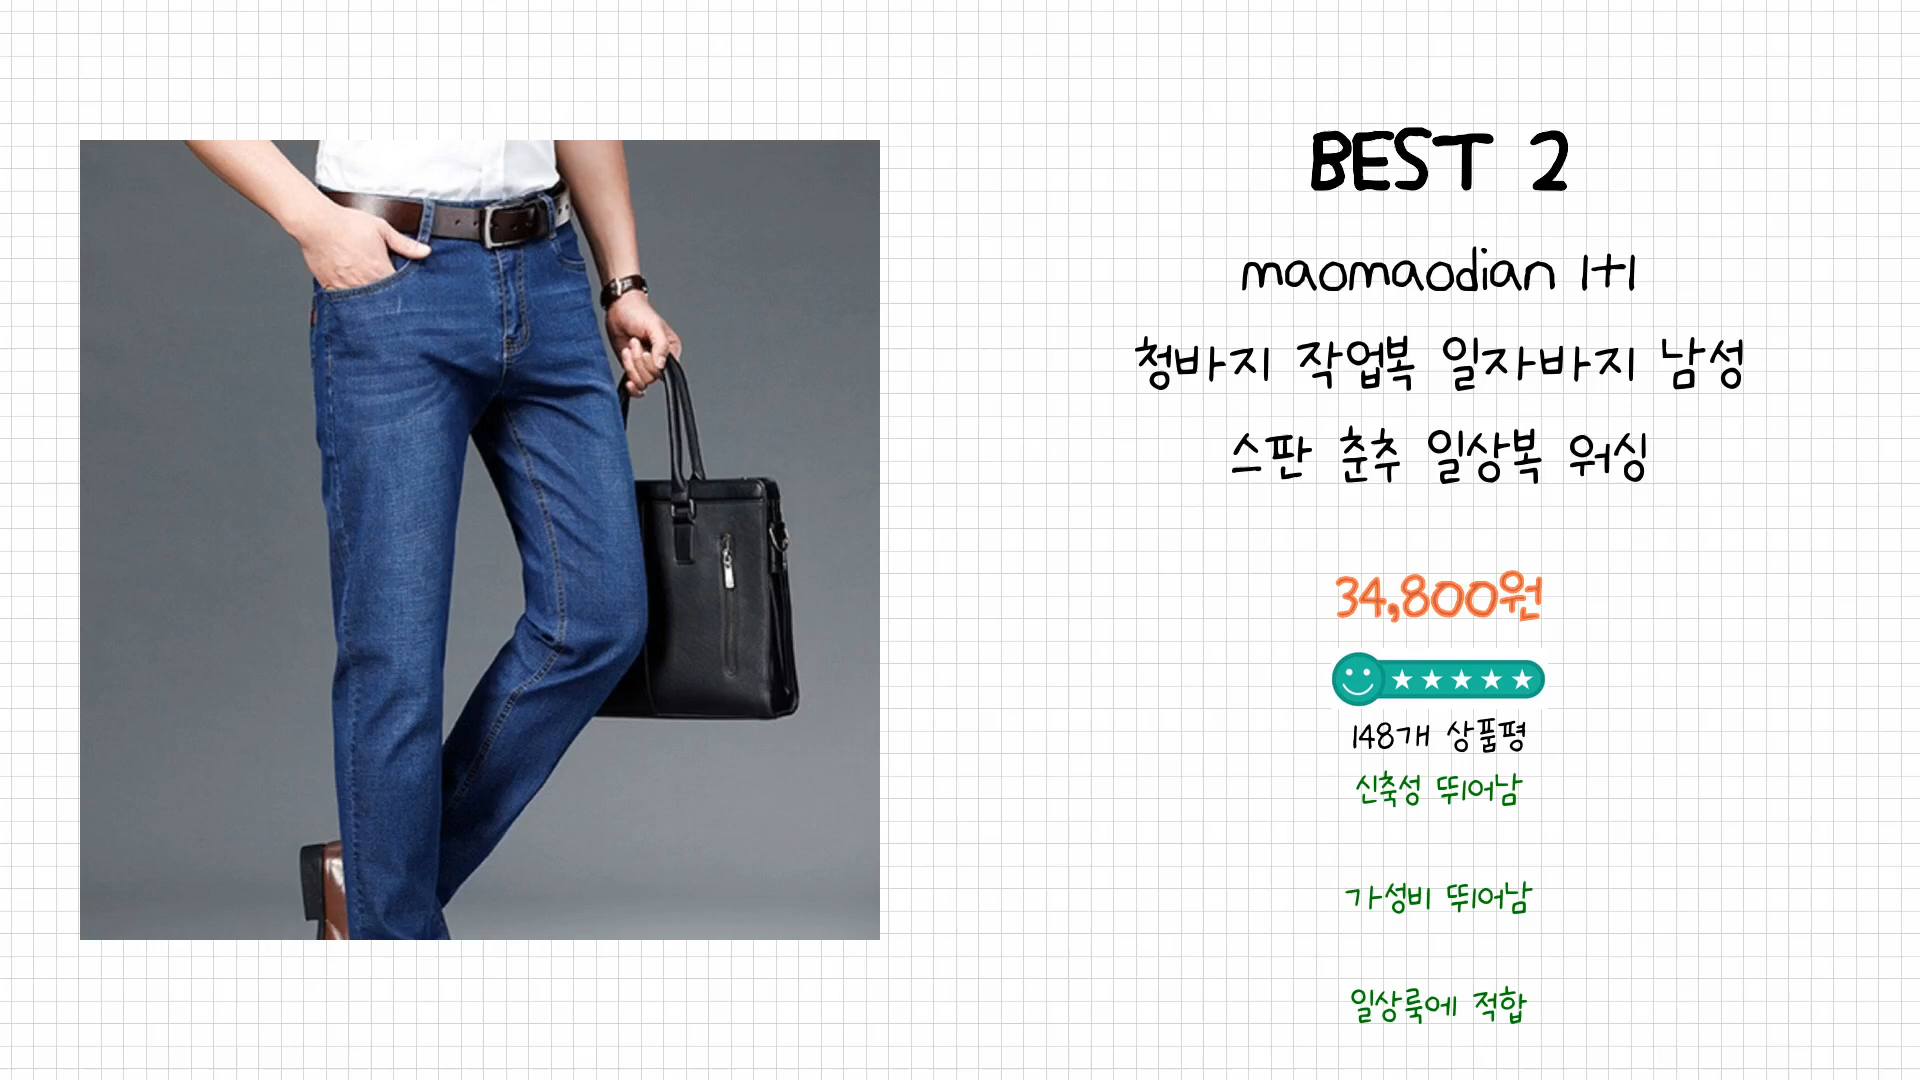 BEST 2
maomaodian 1+1
청바지 작업복 일자바지 남성
스판 춘추 일상복 워싱
34,800원
148개 상품평
신축성 뛰어남
가성비 뛰어남
일상룩에 적합